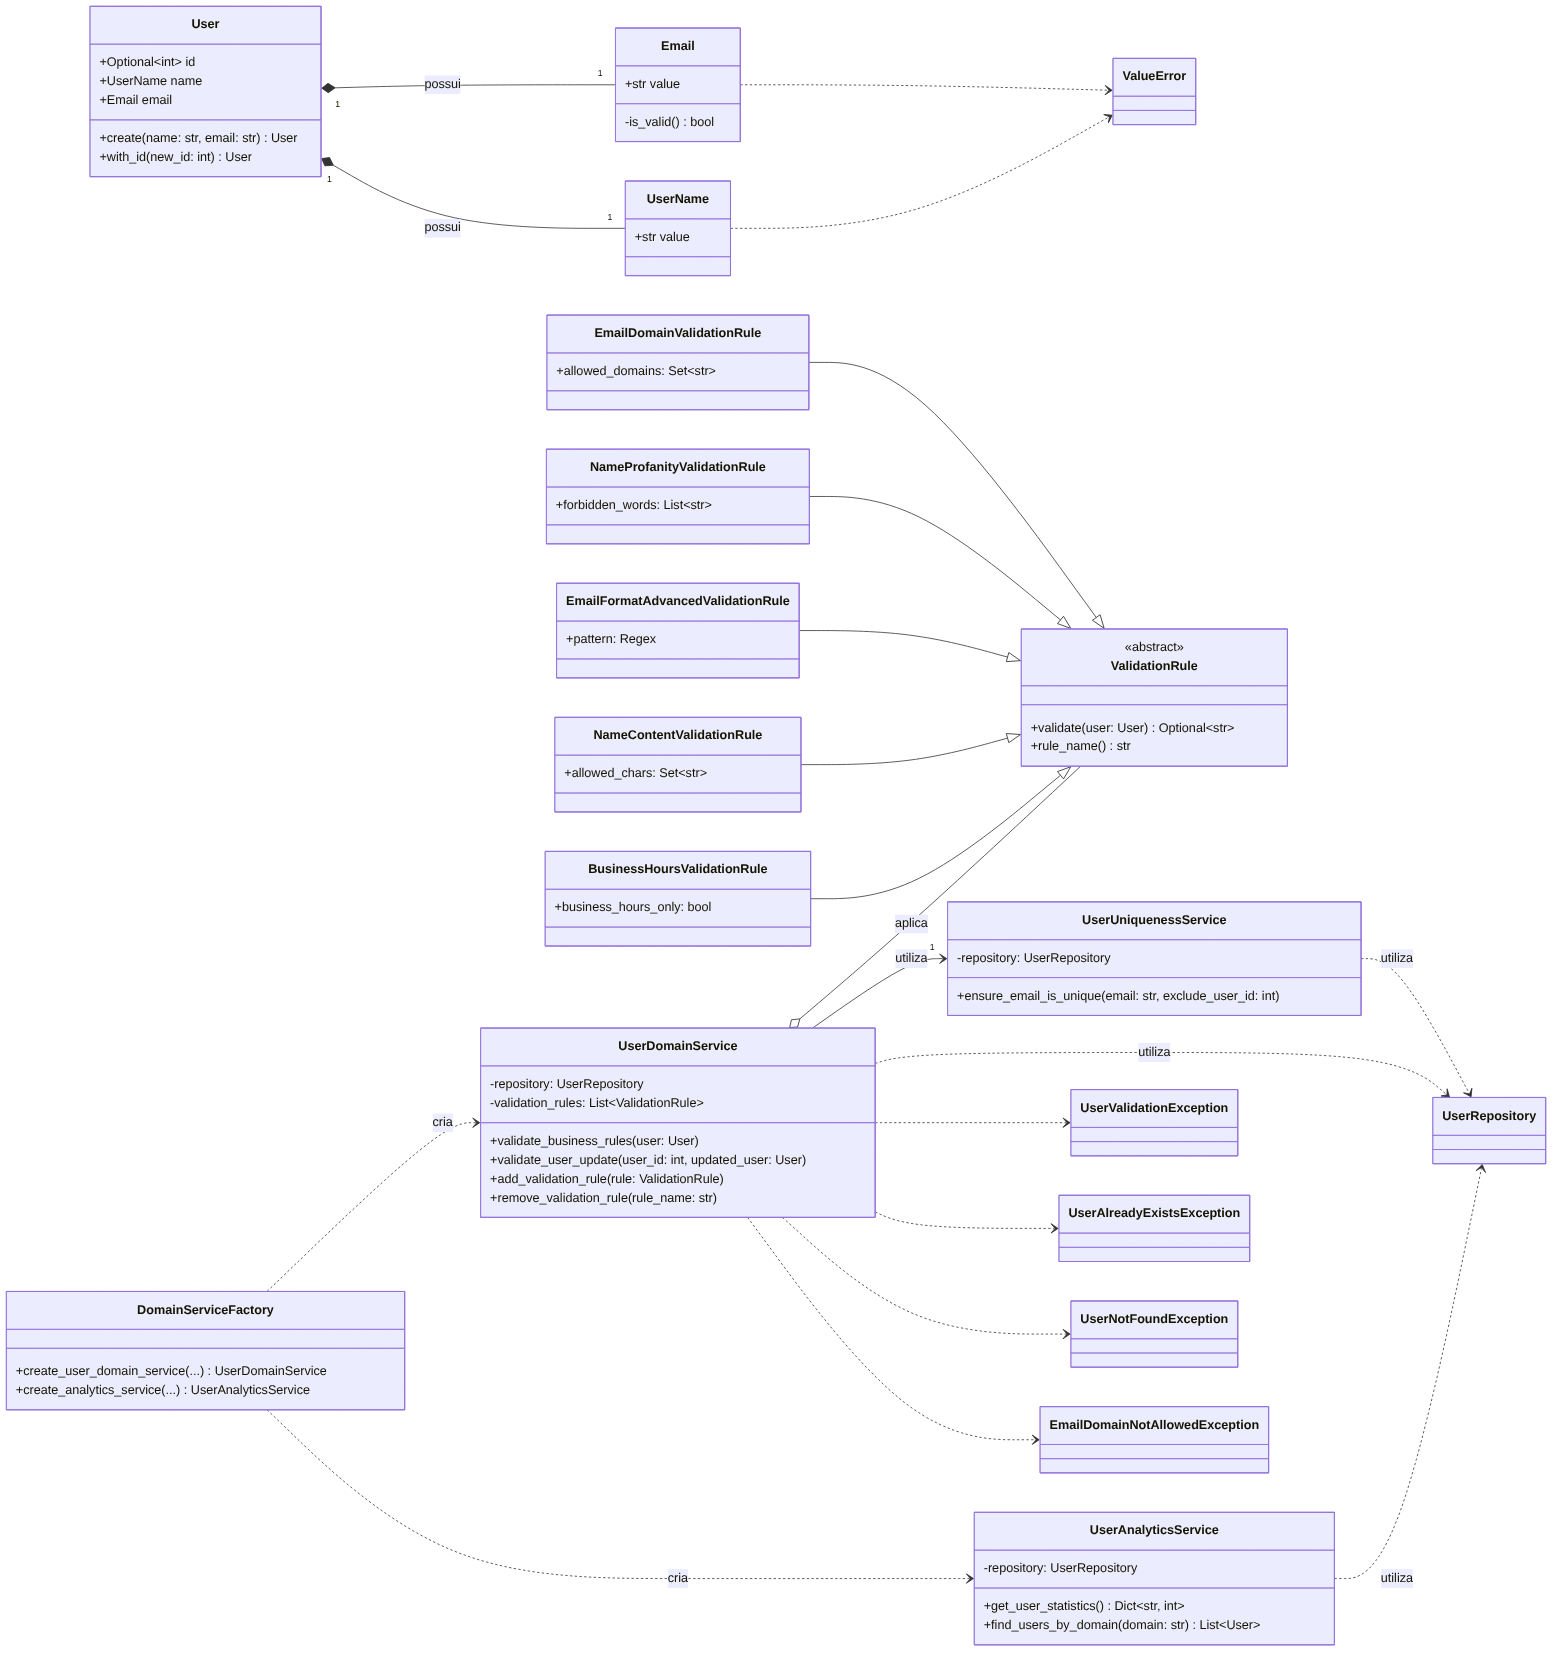 User
+Optional<int> id
+UserName name
+Email email
+create(name: str, email: str) : User
+with_id(new_id: int) : User
possui
1
1
Email
+str value
-is_valid() : bool
ValueError
possui
1
1
UserName
+str value
EmailDomainValidationRule
+allowed_domains: Set<str>
NameProfanityValidationRule
+forbidden_words: List<str>
EmailFormatAdvancedValidationRule
+pattern: Regex
«abstract»
ValidationRule
+validate(user: User) : Optional<str>
+rule_name() : str
NameContentValidationRule
+allowed_chars: Set<str>
BusinessHoursValidationRule
+business_hours_only: bool
aplica
utiliza
1
UserUniquenessService
-repository: UserRepository
+ensure_email_is_unique(email: str, exclude_user_id: int)
utiliza
UserDomainService
-repository: UserRepository
-validation_rules: List<ValidationRule>
+validate_business_rules(user: User)
+validate_user_update(user_id: int, updated_user: User)
+add_validation_rule(rule: ValidationRule)
+remove_validation_rule(rule_name: str)
utiliza
UserValidationException
UserRepository
cria
UserAlreadyExistsException
DomainServiceFactory
+create_user_domain_service(...) : UserDomainService
+create_analytics_service(...) : UserAnalyticsService
UserNotFoundException
EmailDomainNotAllowedException
cria
UserAnalyticsService
-repository: UserRepository
+get_user_statistics() : Dict<str, int>
+find_users_by_domain(domain: str) : List<User>
utiliza